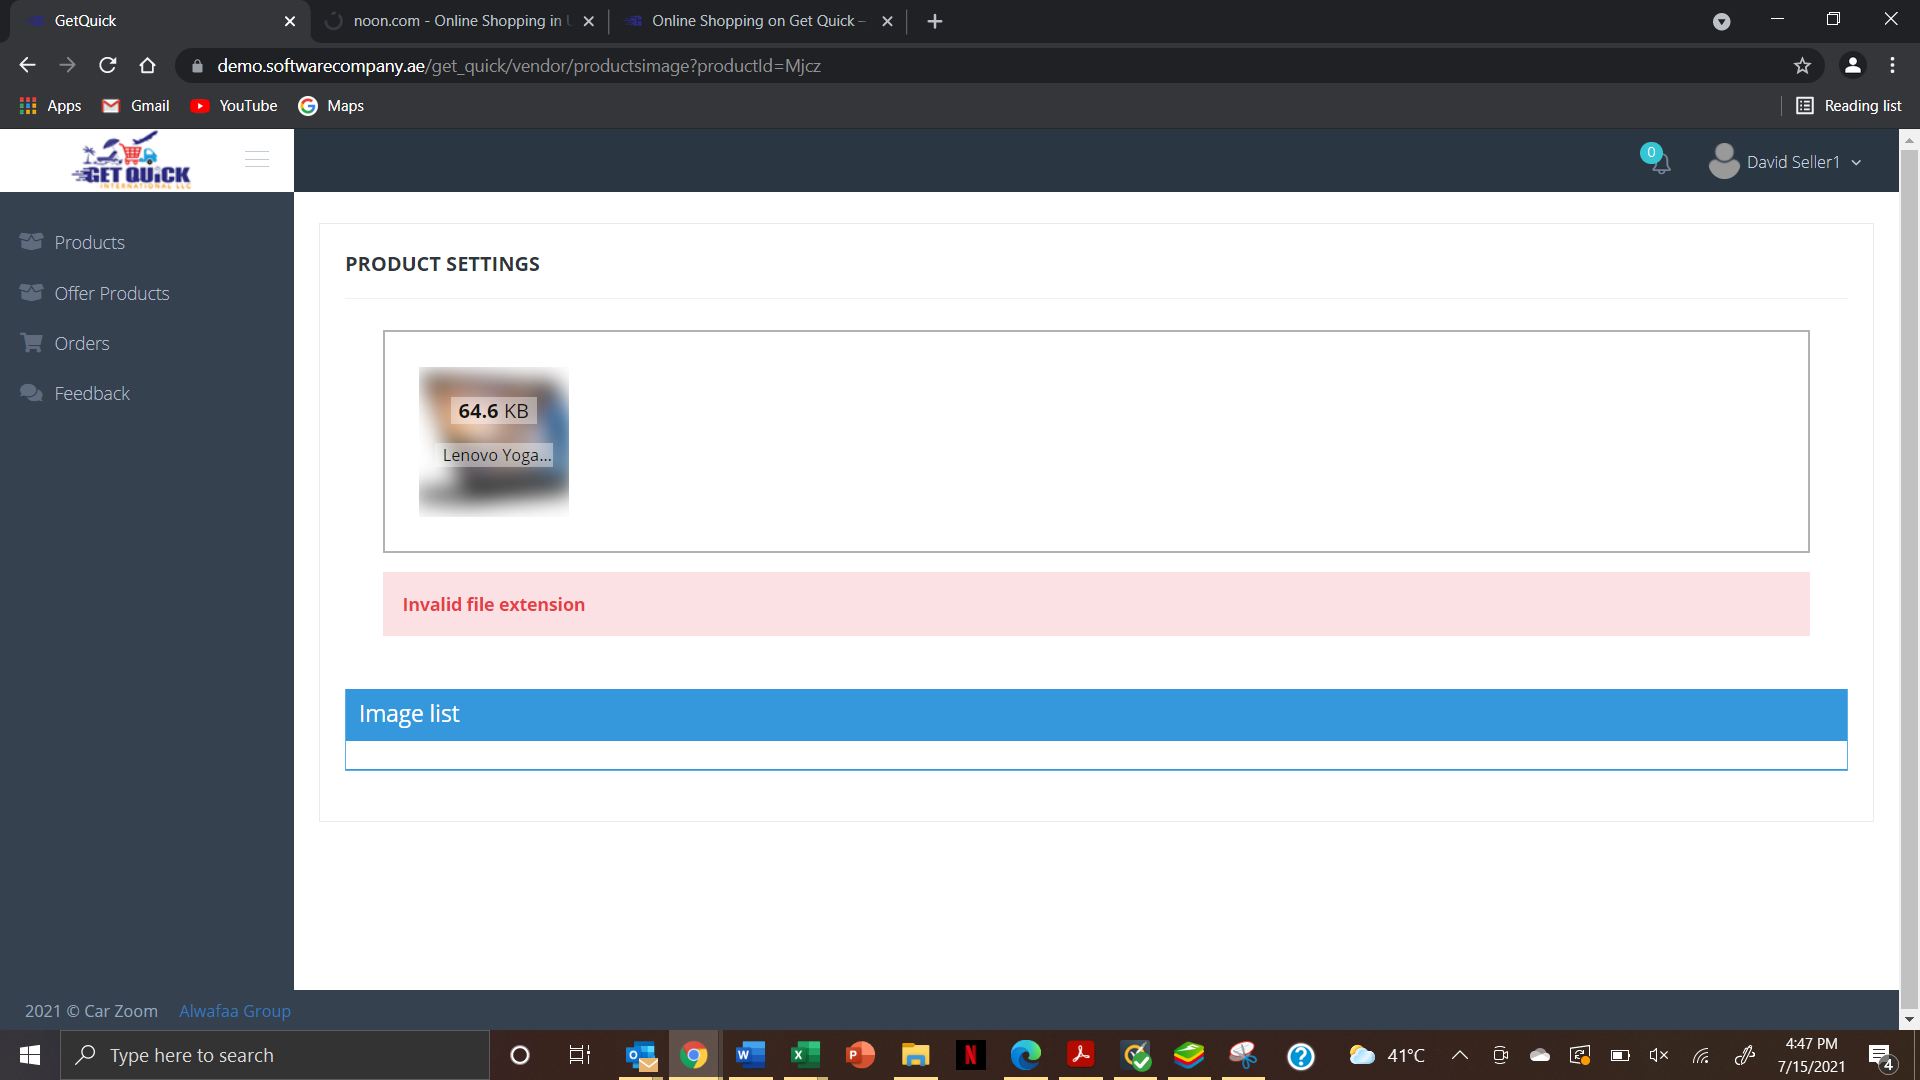 GetQuick
noon.com - Online Shopping in
Online Shopping on Get Quick –
demo.softwarecompany.ae/get_quick/vendor/productsimage?productId=Mjcz
Apps
Gmail
YouTube
Maps
Reading list
GET QUICK
INTERNATIONAL LLC
0
David Seller1
Products
Offer Products
Orders
Feedback
PRODUCT SETTINGS
64.6 KB
Lenovo Yoga...
Invalid file extension
Image list
2021 © Car Zoom
Alwafaa Group
Type here to search
41°C
4:47 PM
7/15/2021
4